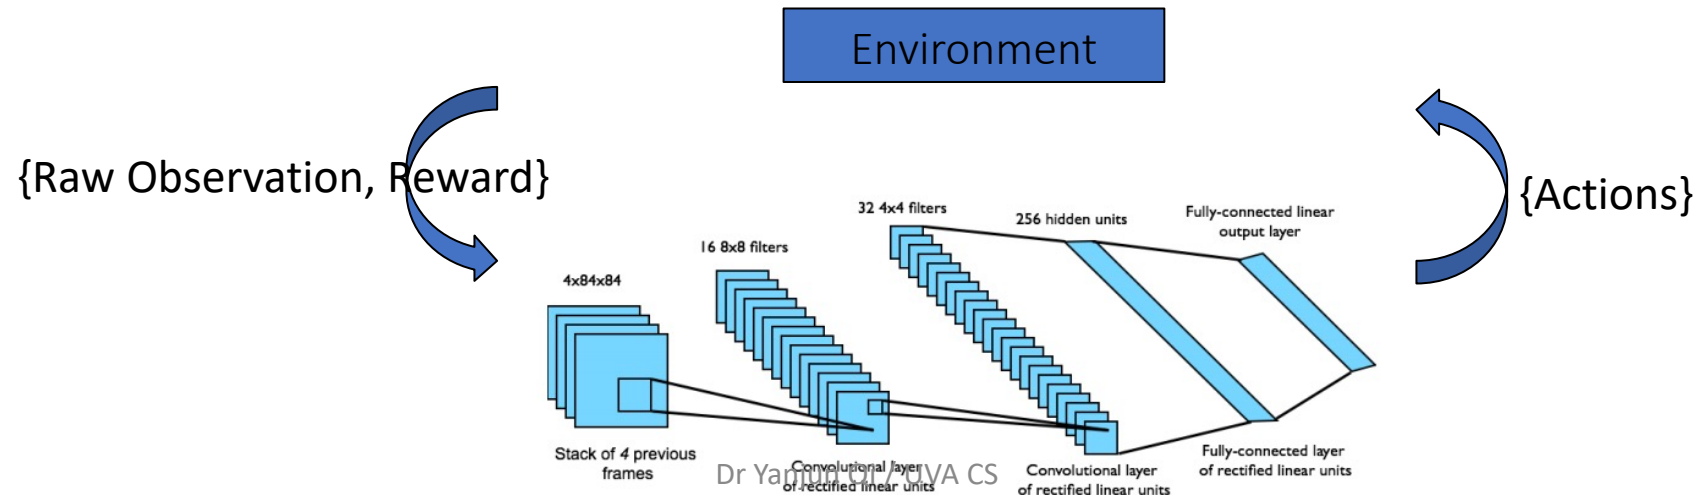 Environment
{Raw Observation, Reward}
{Actions}
32 4x4 filters
256 hidden units
Fully-connected linear
output layer
16 8x8 filters
4x84x84
Stack of 4 previous
frames
Convolutional layer
of rectified linear units
Convolutional layer
of rectified linear units
Fully-connected layer
of rectified linear units
Dr Yanjun Qi / UVA CS